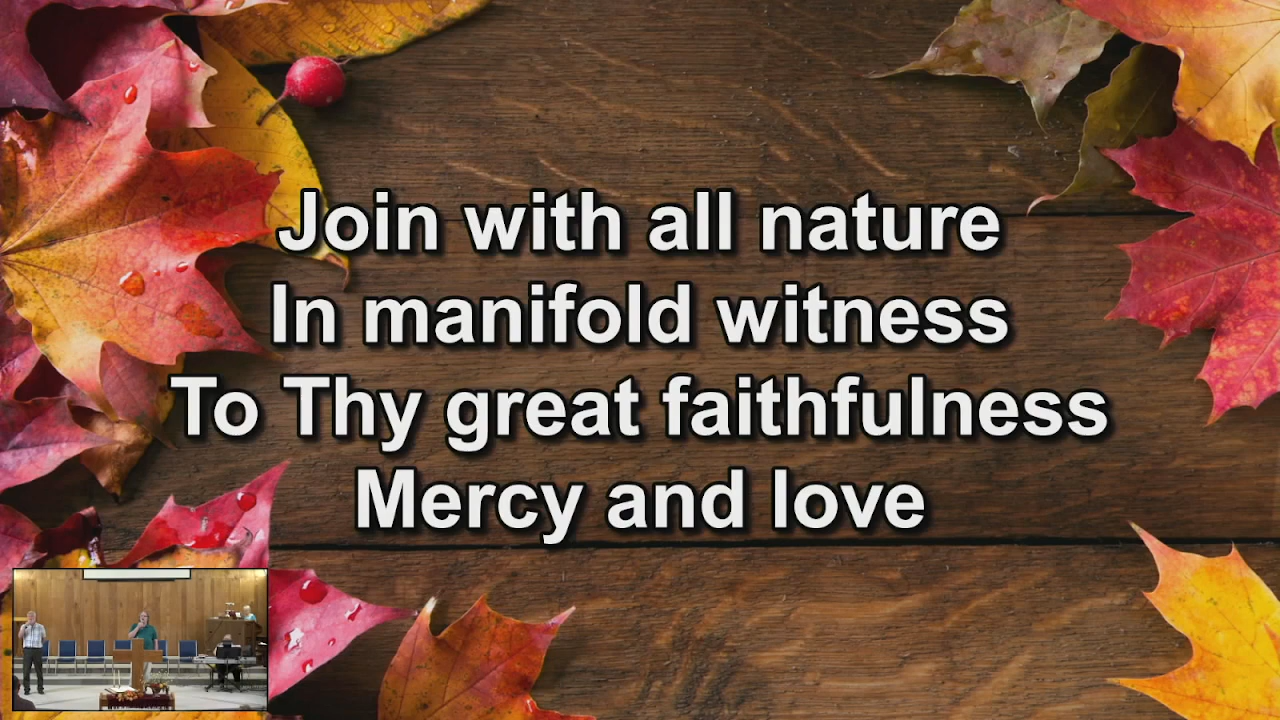 Join with all nature
In manifold witness
To Thy great faithfulness
Mercy and love